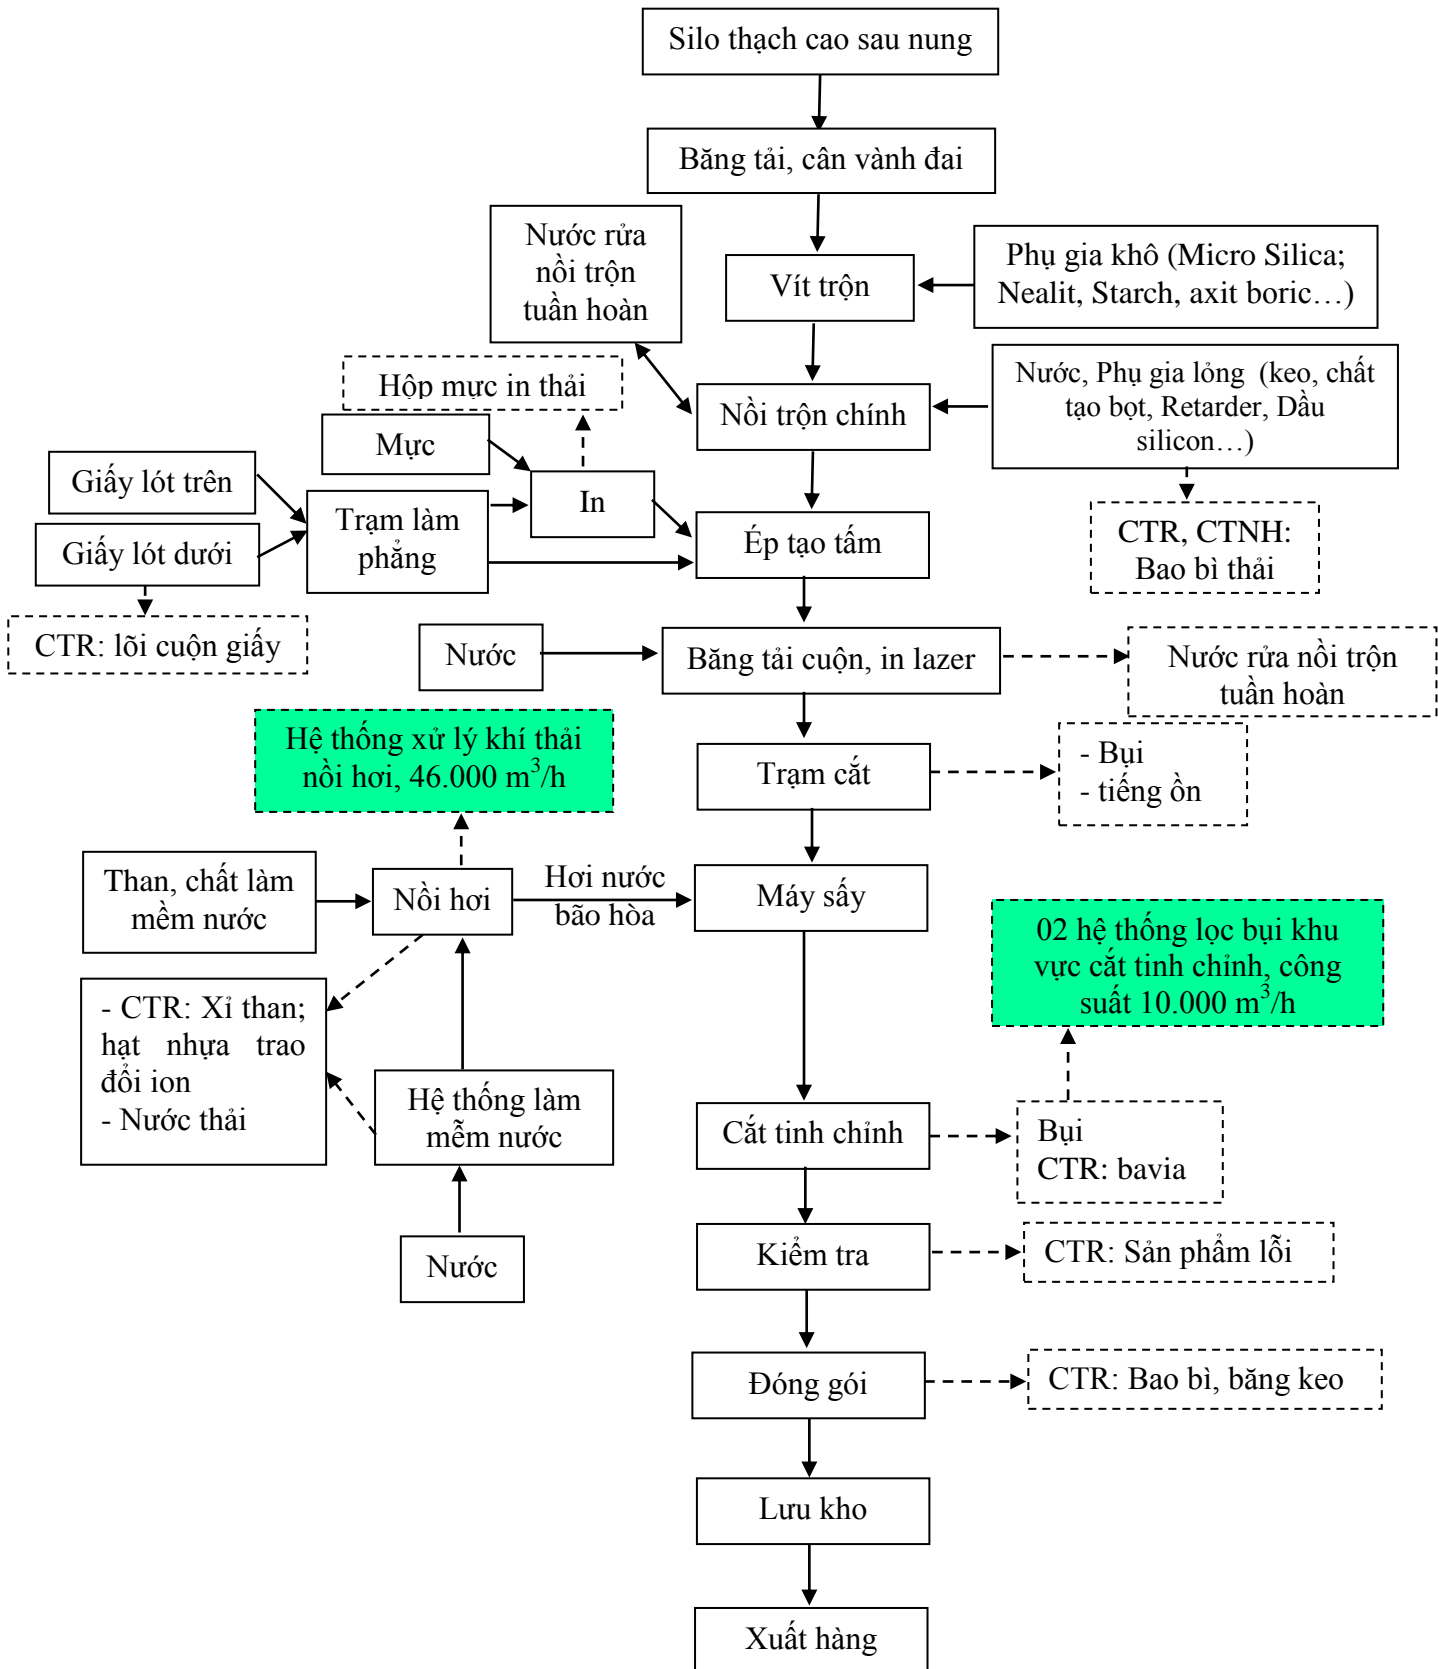 Silo thạch cao sau nung
Băng tải, cân vành đai
Nước rửa
nồi trộn
tuần hoàn
Vít trộn
Phụ gia khô (Micro Silica;
Nealit, Starch, axit boric…)
Hộp mực in thải
Nồi trộn chính
Nước, Phụ gia lỏng (keo, chất
tạo bọt, Retarder, Dầu
silicon…)
Mực
Giấy lót trên
In
Trạm làm
phẳng
Giấy lót dưới
Ép tạo tấm
CTR, CTNH:
Bao bì thải
CTR: lõi cuộn giấy
Nước
Băng tải cuộn, in lazer
Nước rửa nồi trộn
tuần hoàn
Hệ thống xử lý khí thải
nồi hơi, 46.000 m³/h
Trạm cắt
- Bụi
- tiếng ồn
Than, chất làm
mềm nước
Nồi hơi
Hơi nước
bão hòa
Máy sấy
02 hệ thống lọc bụi khu
vực cắt tinh chỉnh, công
suất 10.000 m³/h
- CTR: Xỉ than;
hạt nhựa trao
đổi ion
- Nước thải
Hệ thống làm
mễm nước
Cắt tinh chỉnh
Bụi
CTR: bavia
Nước
Kiểm tra
CTR: Sản phẩm lỗi
Đóng gói
CTR: Bao bì, băng keo
Lưu kho
Xuất hàng